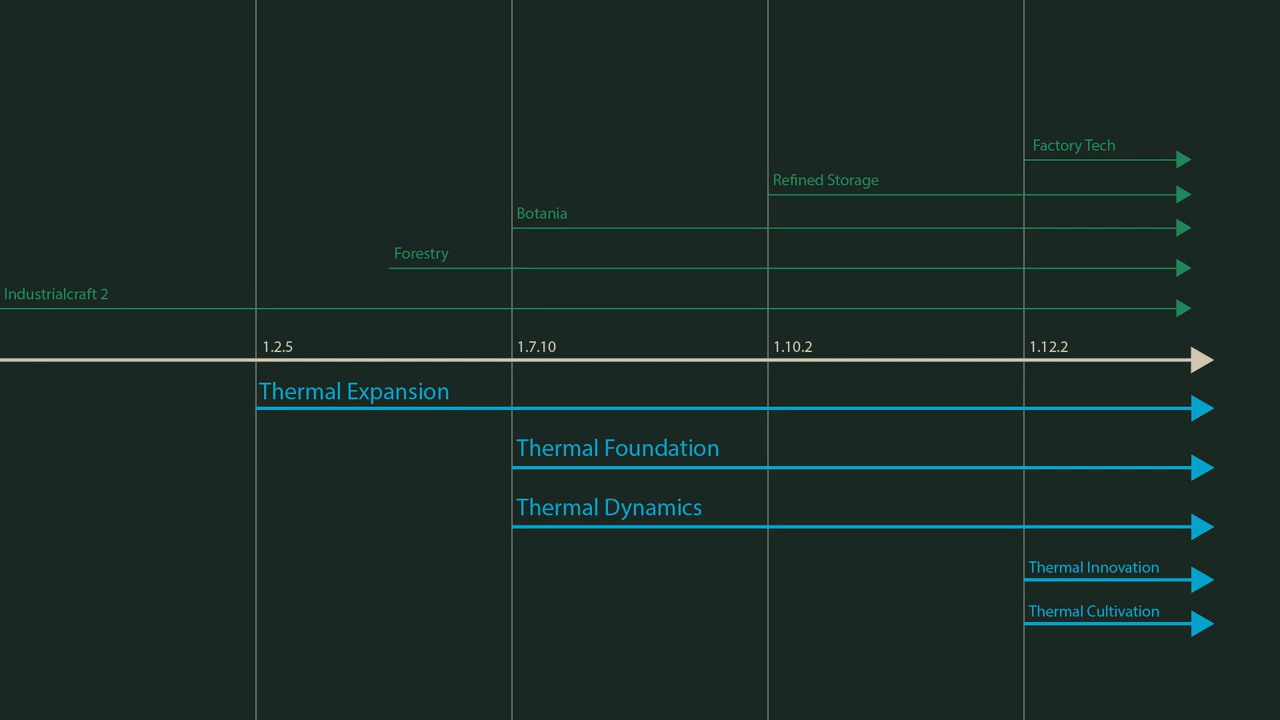 Factory Tech
Refined Storage
Botania
Forestry
Industrialcraft 2
1.2.5
1.7.10
1.10.2
1.12.2
Thermal Expansion
Thermal Foundation
Thermal Dynamics
Thermal Innovation
Thermal Cultivation